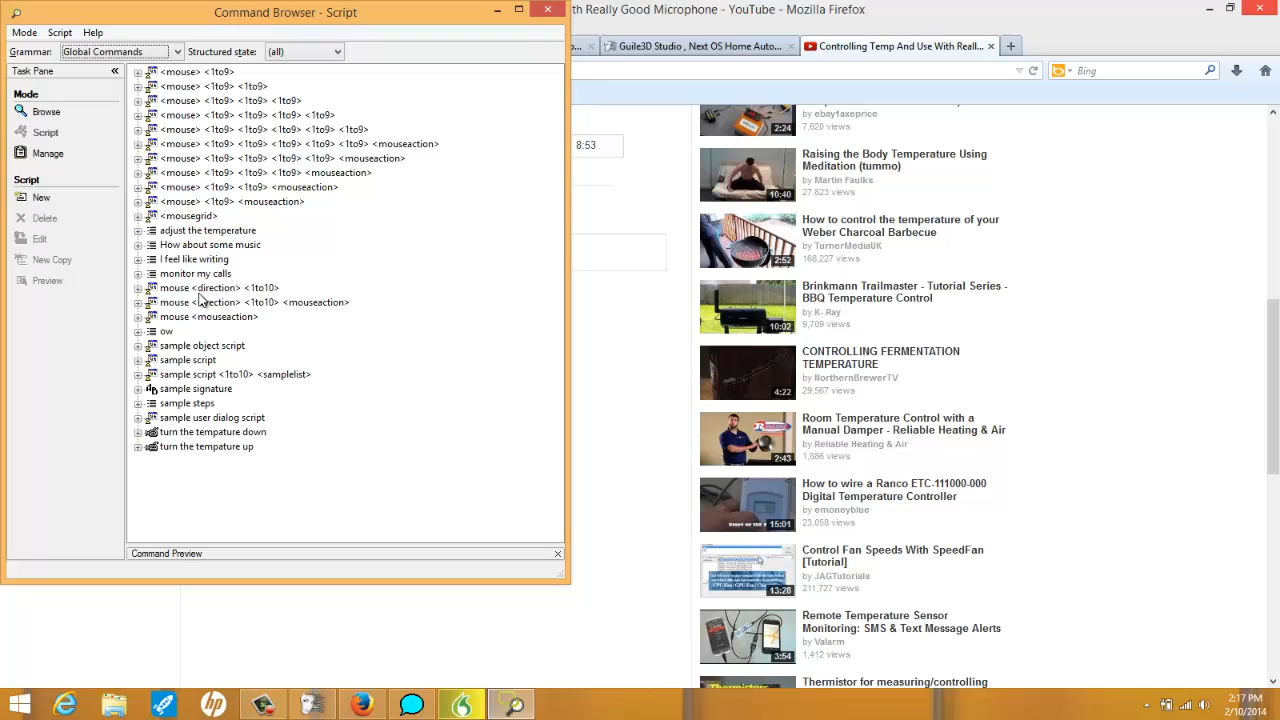 Command Browser - Script
Mode Script Help
Grammar: Global Commands Structured state: (all)
Task Pane
Mode
Browse
Script
Manage
Script
New
Delete
Edit
New Copy
Preview
<mouse> <1to9>
<mouse> <1to9> <1to9>
<mouse> <1to9> <1to9> <1to9>
<mouse> <1to9> <1to9> <1to9> <1to9>
<mouse> <1to9> <1to9> <1to9> <1to9> <1to9>
<mouse> <1to9> <1to9> <1to9> <1to9> <1to9> <mouseaction>
<mouse> <1to9> <1to9> <1to9> <1to9> <mouseaction>
<mouse> <1to9> <1to9> <1to9> <mouseaction>
<mouse> <1to9> <1to9> <mouseaction>
<mouse> <1to9> <mouseaction>
<mousegrid>
adjust the temperature
How about some music
I feel like writing
monitor my calls
mouse <direction> <1to10>
mouse <direction> <1to10> <mouseaction>
mouse <mouseaction>
ow
sample object script
sample script
sample script <1to10> <samplelist>
sample signature
sample steps
sample user dialog script
turn the tempature down
turn the tempature up
Command Preview
th Really Good Microphone - YouTube - Mozilla Firefox
o...
Guile3D Studio , Next OS Home Auto...
Controlling Temp And Use With Reall...
Bing
8:53
by ebay1axeprice
7,620 views
2:24
Raising the Body Temperature Using
Meditation (tummo)
by Martin Faulks
27,823 views
10:40
How to control the temperature of your
Weber Charcoal Barbecue
by TurnerMediaUK
168,227 views
2:52
Brinkmann Trailmaster - Tutorial Series -
BBQ Temperature Control
by K- Ray
9,709 views
10:02
CONTROLLING FERMENTATION
TEMPERATURE
by NorthernBrewerTV
29,567 views
4:22
Room Temperature Control with a
Manual Damper - Reliable Heating & Air
by Reliable Heating & Air
1,886 views
2:43
How to wire a Ranco ETC-111000-000
Digital Temperature Controller
by emoneyblue
23,058 views
15:01
Control Fan Speeds With SpeedFan
[Tutorial]
by JAGTutorials
211,727 views
13:28
Remote Temperature Sensor
Monitoring: SMS & Text Message Alerts
by Valarm
1,412 views
3:54
Thermistor for measuring/controlling
Thermistors
2:17 PM
2/10/2014